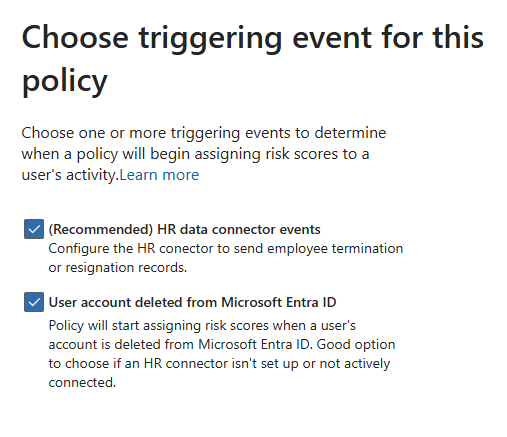 Choose triggering event for this
policy
Choose one or more triggering events to determine
when a policy will begin assigning risk scores to a
user's activity.Learn more
(Recommended) HR data connector events
Configure the HR conector to send employee termination
or resignation records.
User account deleted from Microsoft Entra ID
Policy will start assigning risk scores when a user's
account is deleted from Microsoft Entra ID. Good option
to choose if an HR connector isn't set up or not actively
connected.